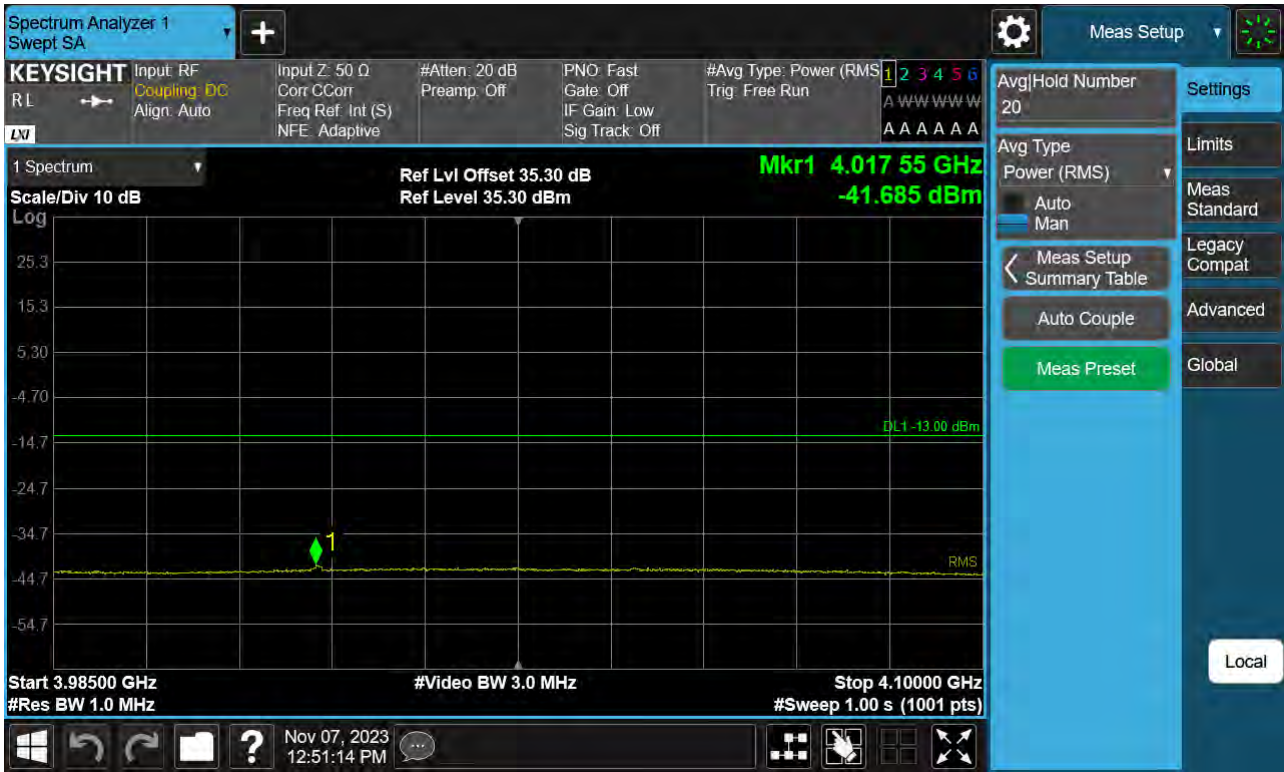 Spectrum Analyzer 1
Swept SA
+
Meas Setup
KEYSIGHT
RL
LXI
Input: RF
Coupling: DC
Align: Auto
Input Z: 50 Ω
Corr CCorr
Freq Ref: Int (S)
NFE: Adaptive
#Atten: 20 dB
Preamp: Off
PNO: Fast
Gate: Off
IF Gain: Low
Sig Track: Off
#Avg Type: Power (RMS
Trig: Free Run
1 2 3 4 5 6
A W W W W W
A A A A A A
1 Spectrum
Scale/Div 10 dB
Log
Ref Lvl Offset 35.30 dB
Ref Level 35.30 dBm
Mkr1 4.017 55 GHz
-41.685 dBm
25.3
15.3
5.30
-4.70
DL1 -13.00 dBm
-14.7
-24.7
-34.7
1
RMS
-44.7
-54.7
Start 3.98500 GHz
#Res BW 1.0 MHz
#Video BW 3.0 MHz
Stop 4.10000 GHz
#Sweep 1.00 s (1001 pts)
Avg|Hold Number
20
Avg Type
Power (RMS)
Auto
Man
Meas Setup
Summary Table
Auto Couple
Meas Preset
Settings
Limits
Meas
Standard
Legacy
Compat
Advanced
Global
Local
?
Nov 07, 2023
12:51:14 PM